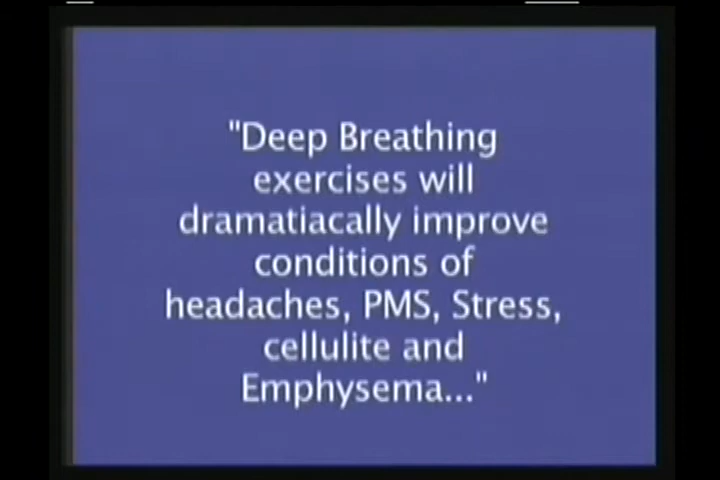 "Deep Breathing
exercises will
dramatiacally improve
conditions of
headaches, PMS, Stress,
cellulite and
Emphysema..."